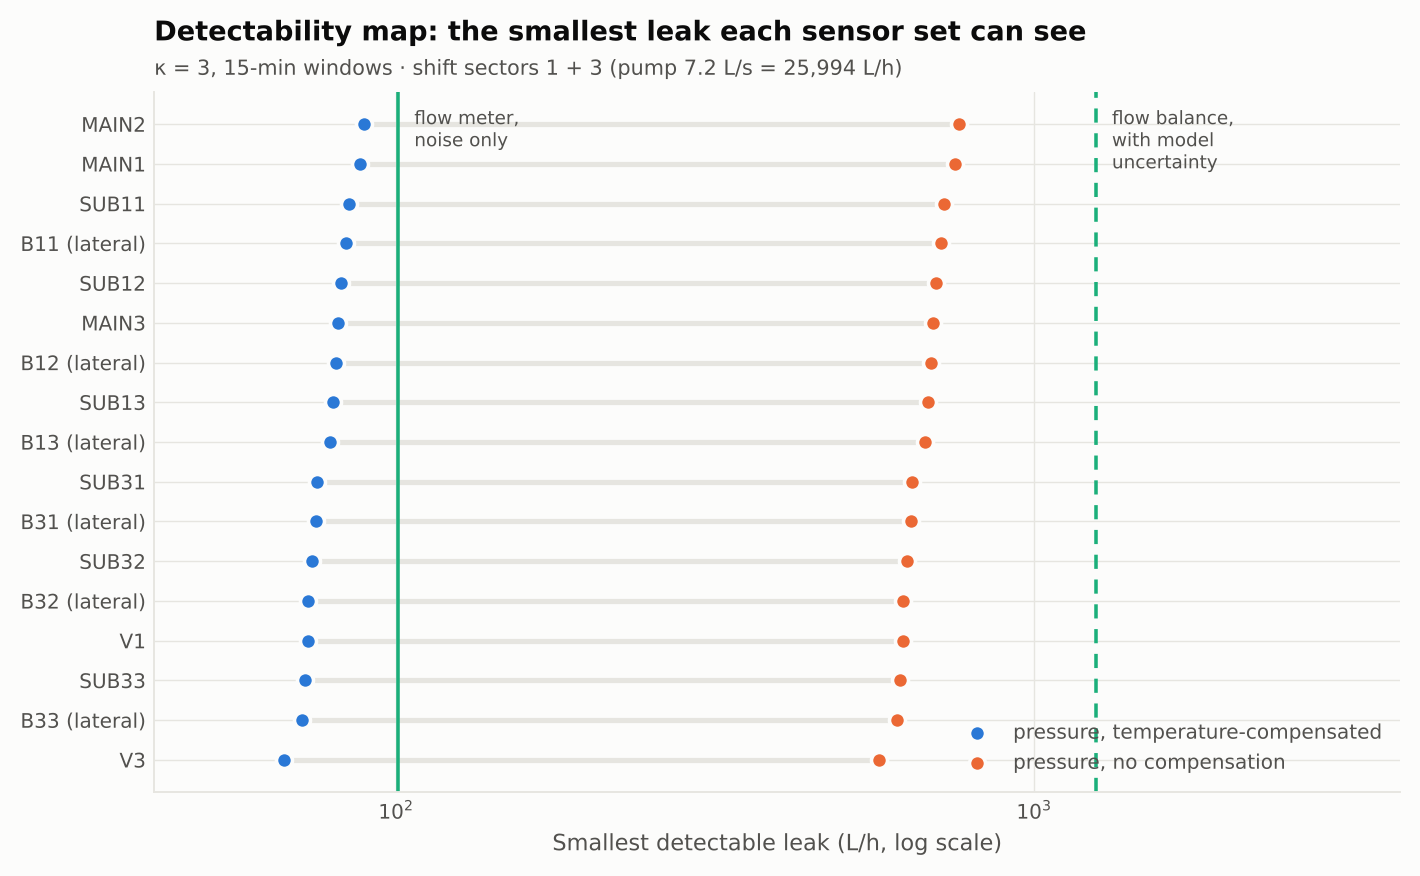 Detectability map: the smallest leak each sensor set can see
κ = 3, 15-min windows · shift sectors 1 + 3 (pump 7.2 L/s = 25,994 L/h)
flow meter,
noise only
flow balance,
with model
uncertainty
MAIN2
MAIN1
SUB11
B11 (lateral)
SUB12
MAIN3
B12 (lateral)
SUB13
B13 (lateral)
SUB31
B31 (lateral)
SUB32
B32 (lateral)
V1
SUB33
B33 (lateral)
V3
pressure, temperature-compensated
pressure, no compensation
10²
10³
Smallest detectable leak (L/h, log scale)